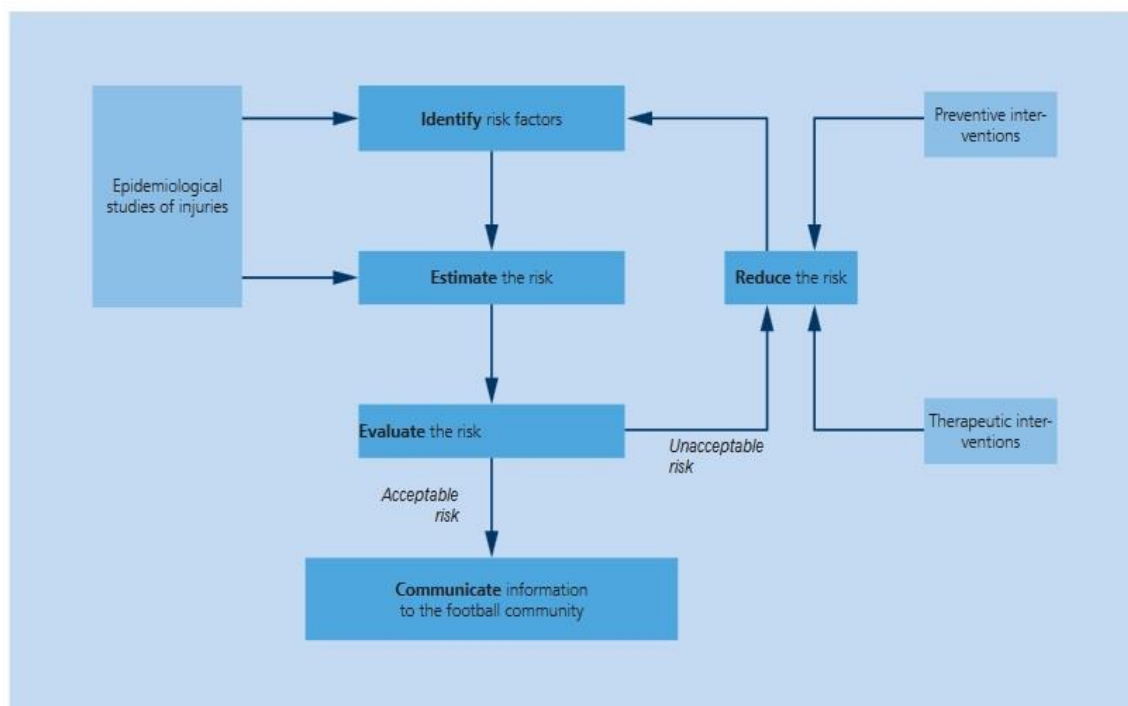 Identify risk factors
Preventive inter-
ventions
Epidemiological
studies of injuries
Estimate the risk
Reduce the risk
Evaluate the risk
Unacceptable
risk
Therapeutic inter-
ventions
Acceptable
risk
Communicate information
to the football community